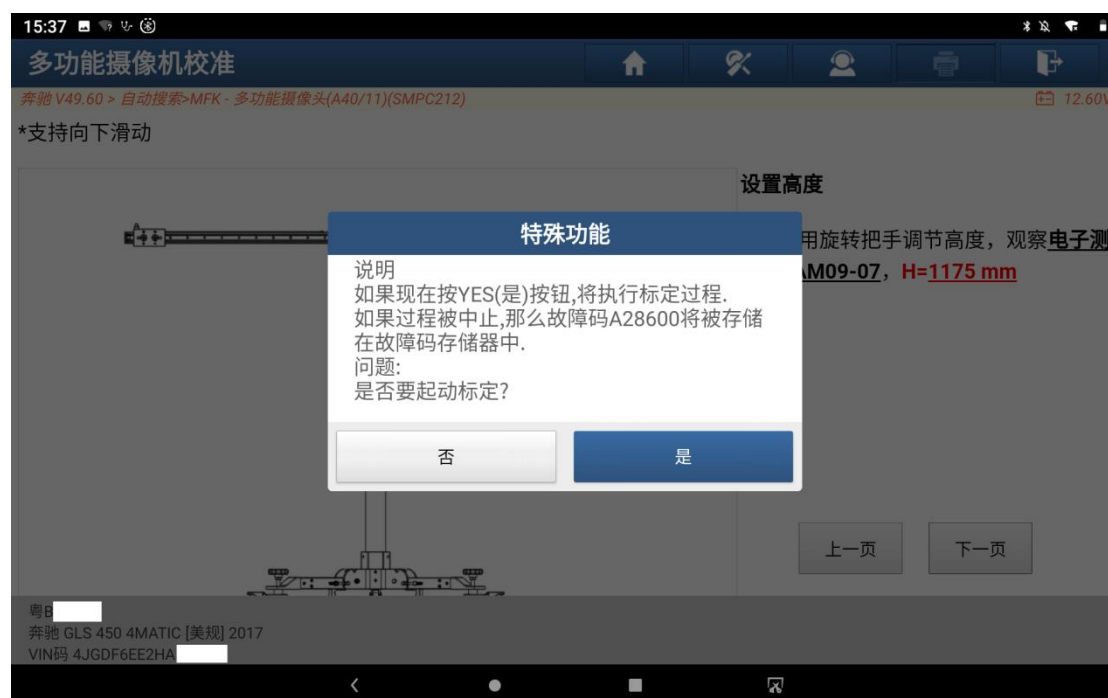 15:37
多功能摄像机校准
奔驰 V49.60 > 自动搜索>MFK - 多功能摄像头(A40/11)(SMPC212)
12.60V
*支持向下滑动
设置高度
用旋转把手调节高度，观察电子测
AM09-07，H=1175 mm
特殊功能
说明
如果现在按YES(是)按钮,将执行标定过程.
如果过程被中止,那么故障码A28600将被存储
在故障码存储器中.
问题:
是否要起动标定?
否
是
上一页
下一页
粤B
奔驰 GLS 450 4MATIC [美规] 2017
VIN码 4JGDF6EE2HA